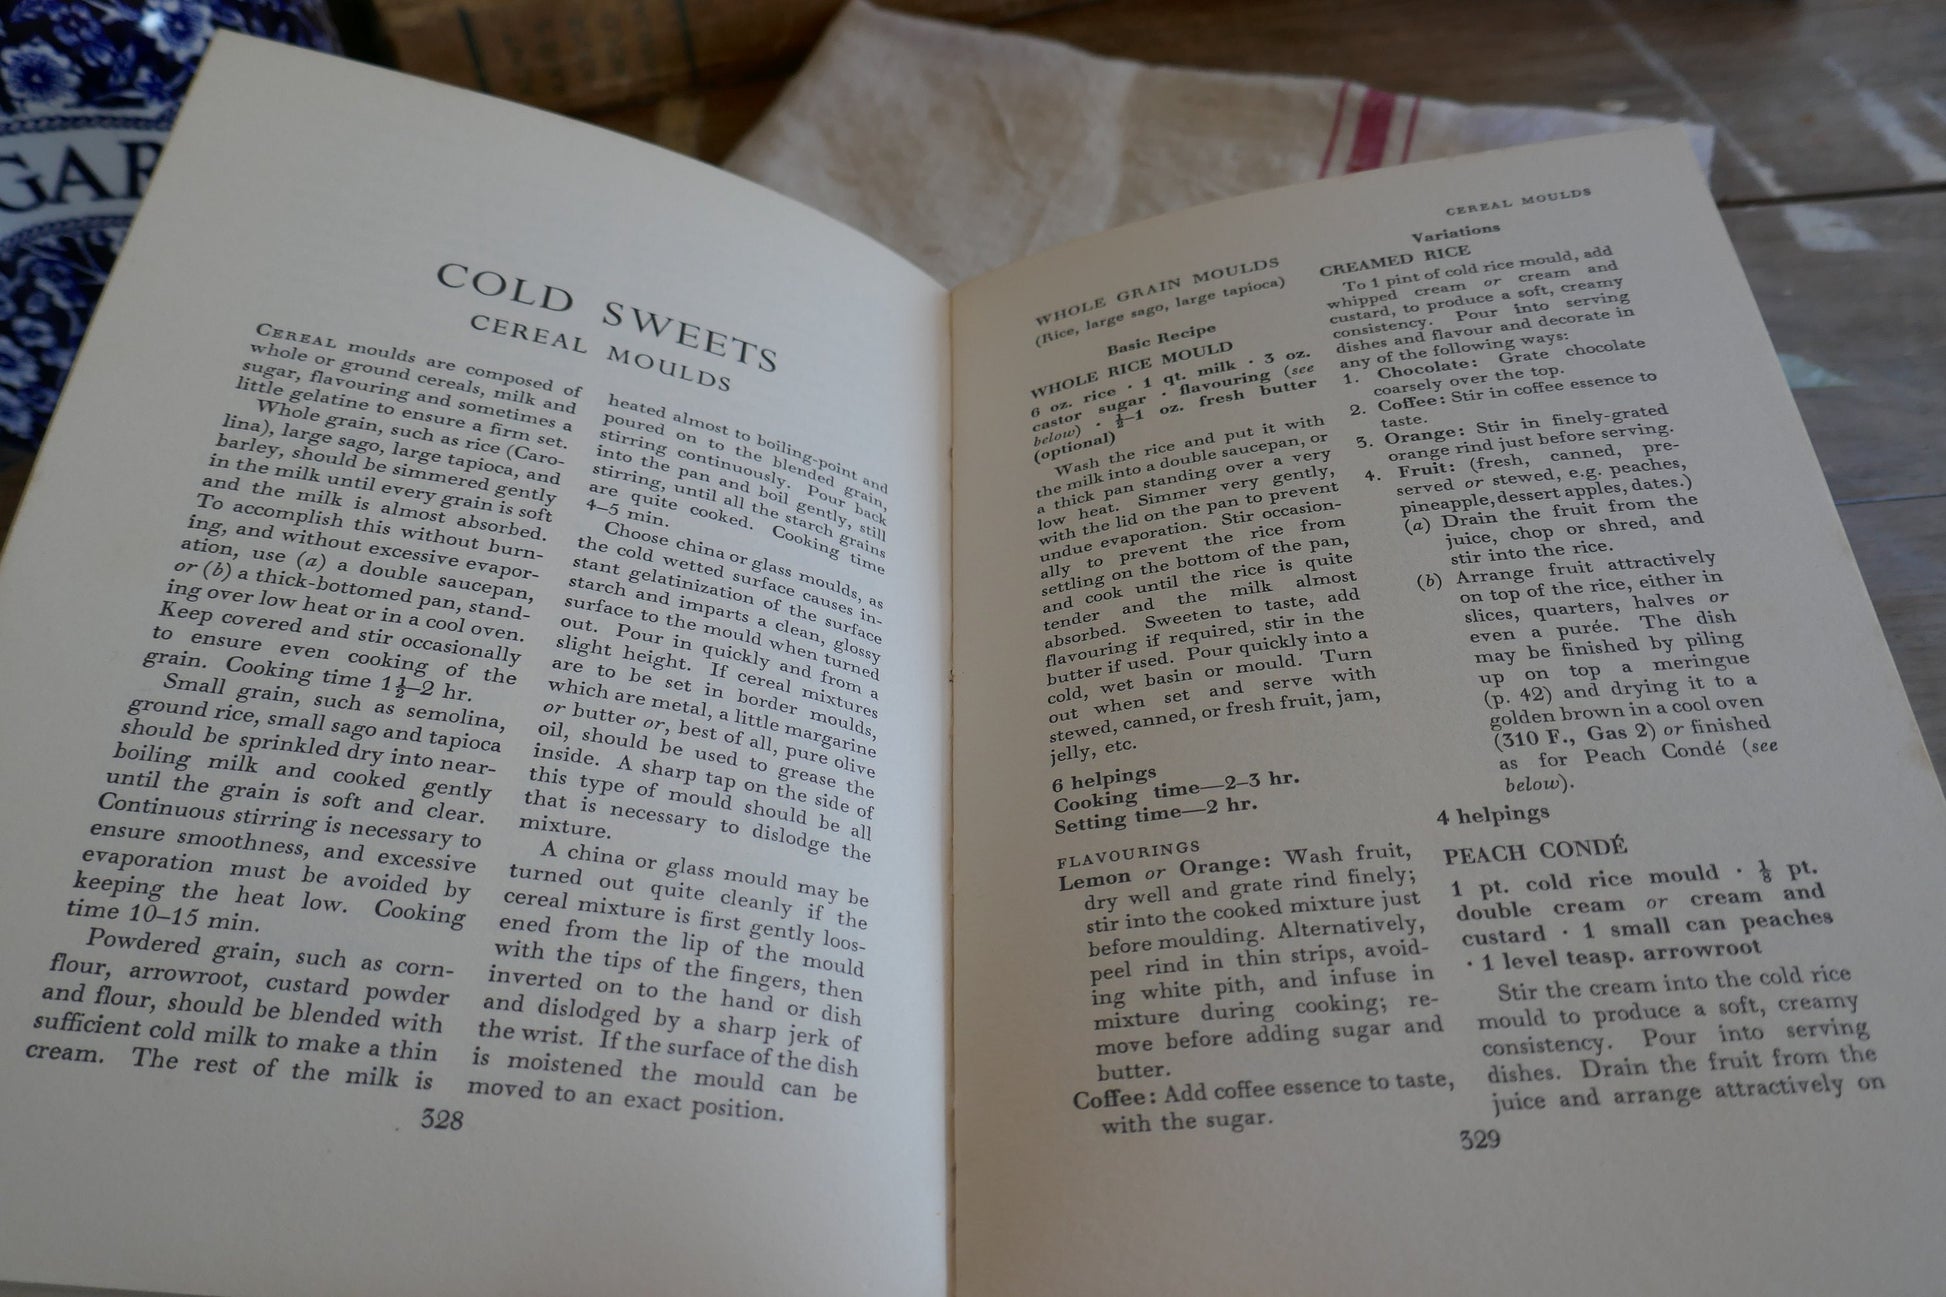 GAR
COLD SWEETS
CEREAL MOULDS
CEREAL moulds are composed of
whole or ground cereals, milk and
sugar, flavouring and sometimes a
little gelatine to ensure a firm set.
Whole grain, such as rice (Caro-
lina), large sago, large tapioca, and
barley, should be simmered gently
in the milk until every grain is soft
and the milk is almost absorbed.
To accomplish this without burn-
ing, and without excessive evapor-
ation, use (a) a double saucepan,
or (b) a thick-bottomed pan, stand-
ing over low heat or in a cool oven.
Keep covered and stir occasionally
to ensure even cooking of the
grain. Cooking time 1½–2 hr.
Small grain, such as semolina,
ground rice, small sago and tapioca
should be sprinkled dry into near-
boiling milk and cooked gently
until the grain is soft and clear.
Continuous stirring is necessary to
ensure smoothness, and excessive
evaporation must be avoided by
keeping the heat low. Cooking
time 10–15 min.
Powdered grain, such as corn-
flour, arrowroot, custard powder
and flour, should be blended with
sufficient cold milk to make a thin
cream. The rest of the milk is
heated almost to boiling-point and
poured on to the blended grain,
stirring continuously. Pour back
into the pan and boil gently, still
stirring, until all the starch grains
are quite cooked. Cooking time
4–5 min.
Choose china or glass moulds, as
the cold wetted surface causes in-
stant gelatinization of the surface
starch and imparts a clean, glossy
surface to the mould when turned
out. Pour in quickly and from a
slight height. If cereal mixtures
are to be set in border moulds,
which are metal, a little margarine
or butter or, best of all, pure olive
oil, should be used to grease the
inside. A sharp tap on the side of
this type of mould should be all
that is necessary to dislodge the
mixture.
A china or glass mould may be
turned out quite cleanly if the
cereal mixture is first gently loos-
ened from the lip of the mould
with the tips of the fingers, then
inverted on to the hand or dish
and dislodged by a sharp jerk of
the wrist. If the surface of the dish
is moistened the mould can be
moved to an exact position.
328
CEREAL MOULDS
WHOLE GRAIN MOULDS
(Rice, large sago, large tapioca)
Basic Recipe
WHOLE RICE MOULD
6 oz. rice · 1 qt. milk · 3 oz.
castor sugar · flavouring (see
below) · ½–1 oz. fresh butter
(optional)
Wash the rice and put it with
the milk into a double saucepan, or
a thick pan standing over a very
low heat. Simmer very gently,
with the lid on the pan to prevent
undue evaporation. Stir occasion-
ally to prevent the rice from
settling on the bottom of the pan,
and cook until the rice is quite
tender and the milk almost
absorbed. Sweeten to taste, add
flavouring if required, stir in the
butter if used. Pour quickly into a
cold, wet basin or mould. Turn
out when set and serve with
stewed, canned, or fresh fruit, jam,
jelly, etc.
6 helpings
Cooking time—2–3 hr.
Setting time—2 hr.
FLAVOURINGS
Lemon or Orange: Wash fruit,
dry well and grate rind finely;
stir into the cooked mixture just
before moulding. Alternatively,
peel rind in thin strips, avoid-
ing white pith, and infuse in
mixture during cooking; re-
move before adding sugar and
butter.
Coffee: Add coffee essence to taste,
with the sugar.
Variations
CREAMED RICE
To 1 pint of cold rice mould, add
whipped cream or cream and
custard, to produce a soft, creamy
consistency. Pour into serving
dishes and flavour and decorate in
any of the following ways:
1. Chocolate: Grate chocolate
coarsely over the top.
2. Coffee: Stir in coffee essence to
taste.
3. Orange: Stir in finely-grated
orange rind just before serving.
4. Fruit: (fresh, canned, pre-
served or stewed, e.g. peaches,
pineapple, dessert apples, dates.)
(a) Drain the fruit from the
juice, chop or shred, and
stir into the rice.
(b) Arrange fruit attractively
on top of the rice, either in
slices, quarters, halves or
even a purée. The dish
may be finished by piling
up on top a meringue
(p. 42) and drying it to a
golden brown in a cool oven
(310 F., Gas 2) or finished
as for Peach Condé (see
below).
4 helpings
PEACH CONDÉ
1 pt. cold rice mould · ⅛ pt.
double cream or cream and
custard · 1 small can peaches
· 1 level teasp. arrowroot
Stir the cream into the cold rice
mould to produce a soft, creamy
consistency. Pour into serving
dishes. Drain the fruit from the
juice and arrange attractively on
329